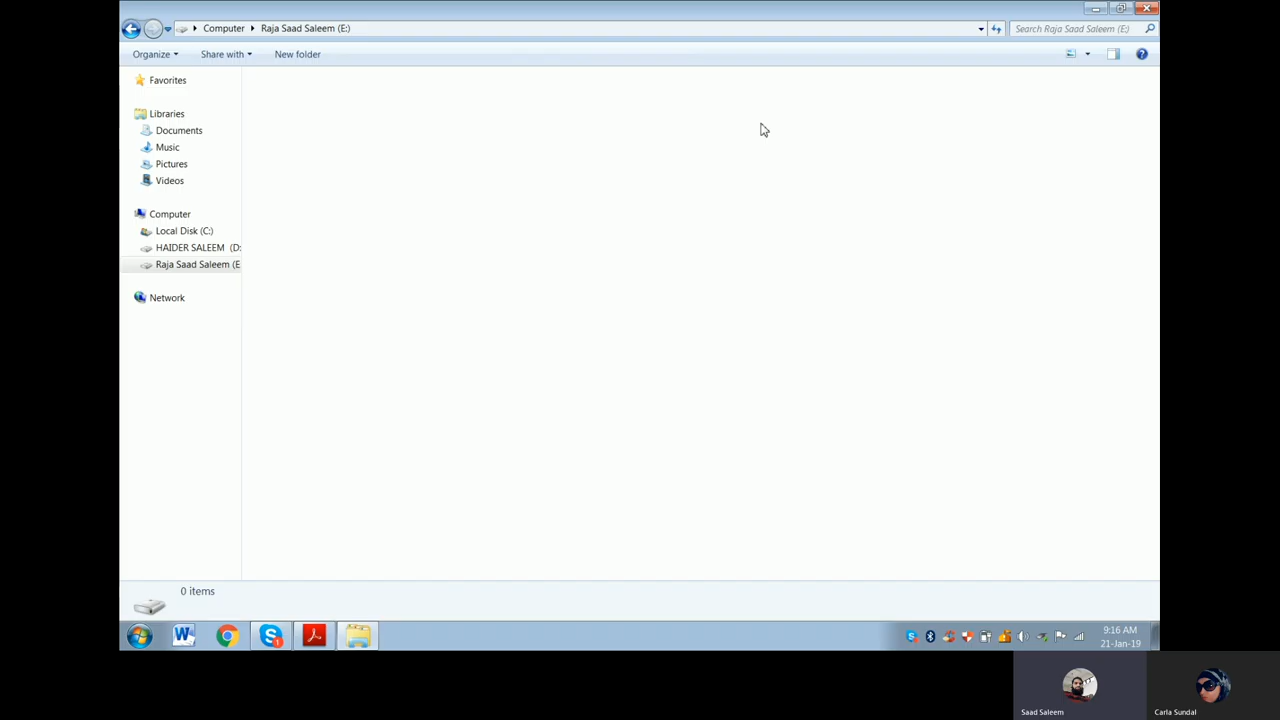 Computer Raja Saad Saleem (E:)
Search Raja Saad Saleem (E:)
Organize Share with New folder
Favorites
Libraries
Documents
Music
Pictures
Videos
Computer
Local Disk (C:)
HAIDER SALEEM (D:
Raja Saad Saleem (E
Network
0 items
9:16 AM
21-Jan-19
Saad Saleem
Carla Sundal